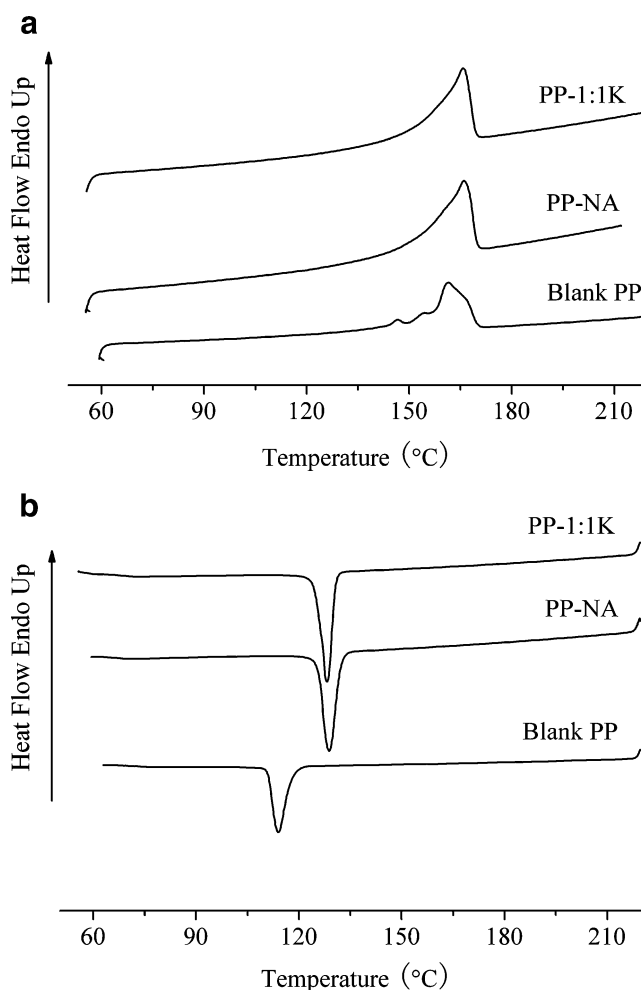 a
Heat Flow Endo Up
PP-1:1K
PP-NA
Blank PP
60 90 120 150 180 210
Temperature (°C)
b
Heat Flow Endo Up
PP-1:1K
PP-NA
Blank PP
60 90 120 150 180 210
Temperature (°C)